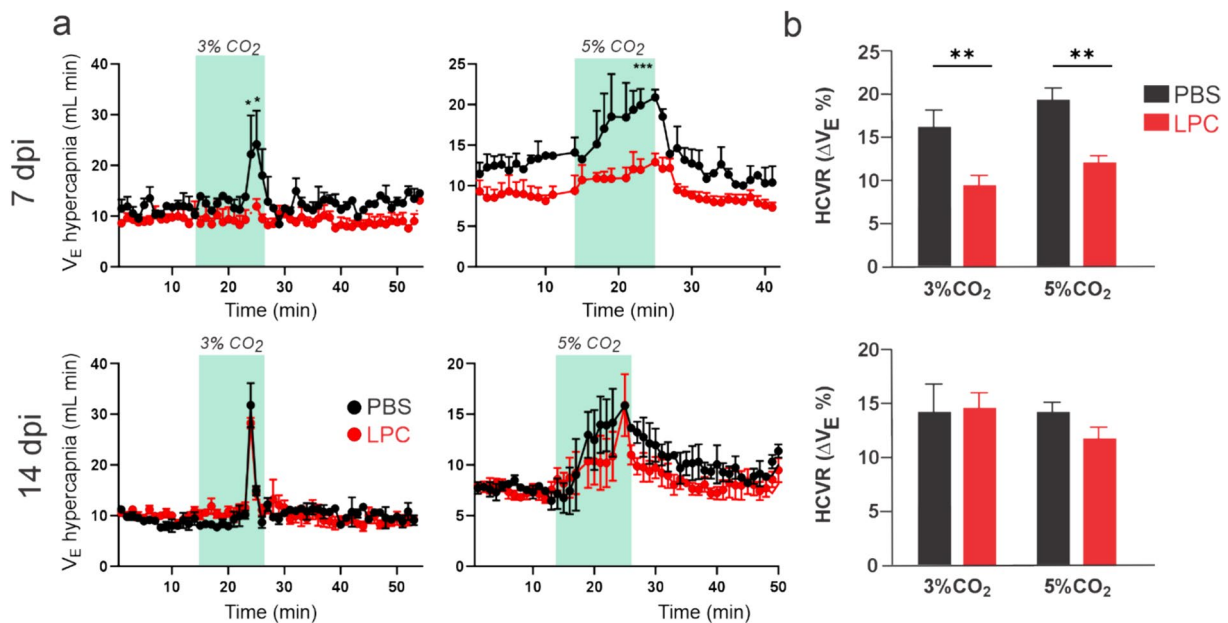 a
b
7 dpi
3% CO2
V_E hypercapnia (mL min)
40
30
20
10
0
10 20 30 40 50
Time (min)
5% CO2
***
25
20
15
10
5
0
10 20 30 40
Time (min)
* *
HCVR (ΔV_E %)
25
20
15
10
5
0
** **
3%CO2 5%CO2
PBS
LPC
14 dpi
3% CO2
V_E hypercapnia (mL min)
40
30
20
10
0
10 20 30 40 50
Time (min)
PBS
LPC
5% CO2
20
15
10
5
0
10 20 30 40 50
Time (min)
HCVR (ΔV_E %)
20
15
10
5
0
3%CO2 5%CO2